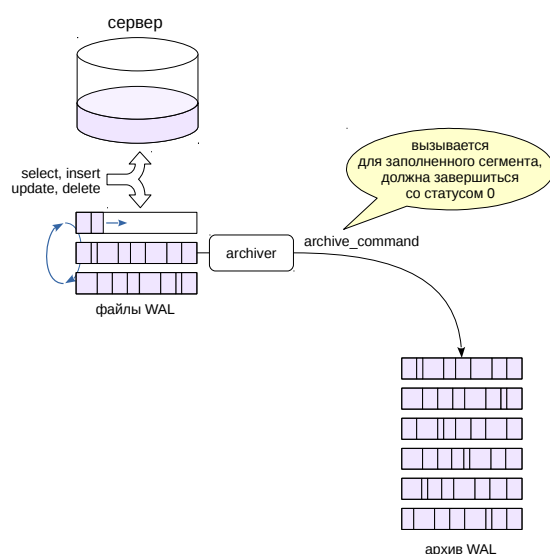 сервер
select, insert
update, delete
вызывается
для заполненного сегмента,
должна завершиться
со статусом 0
archiver
archive_command
файлы WAL
архив WAL